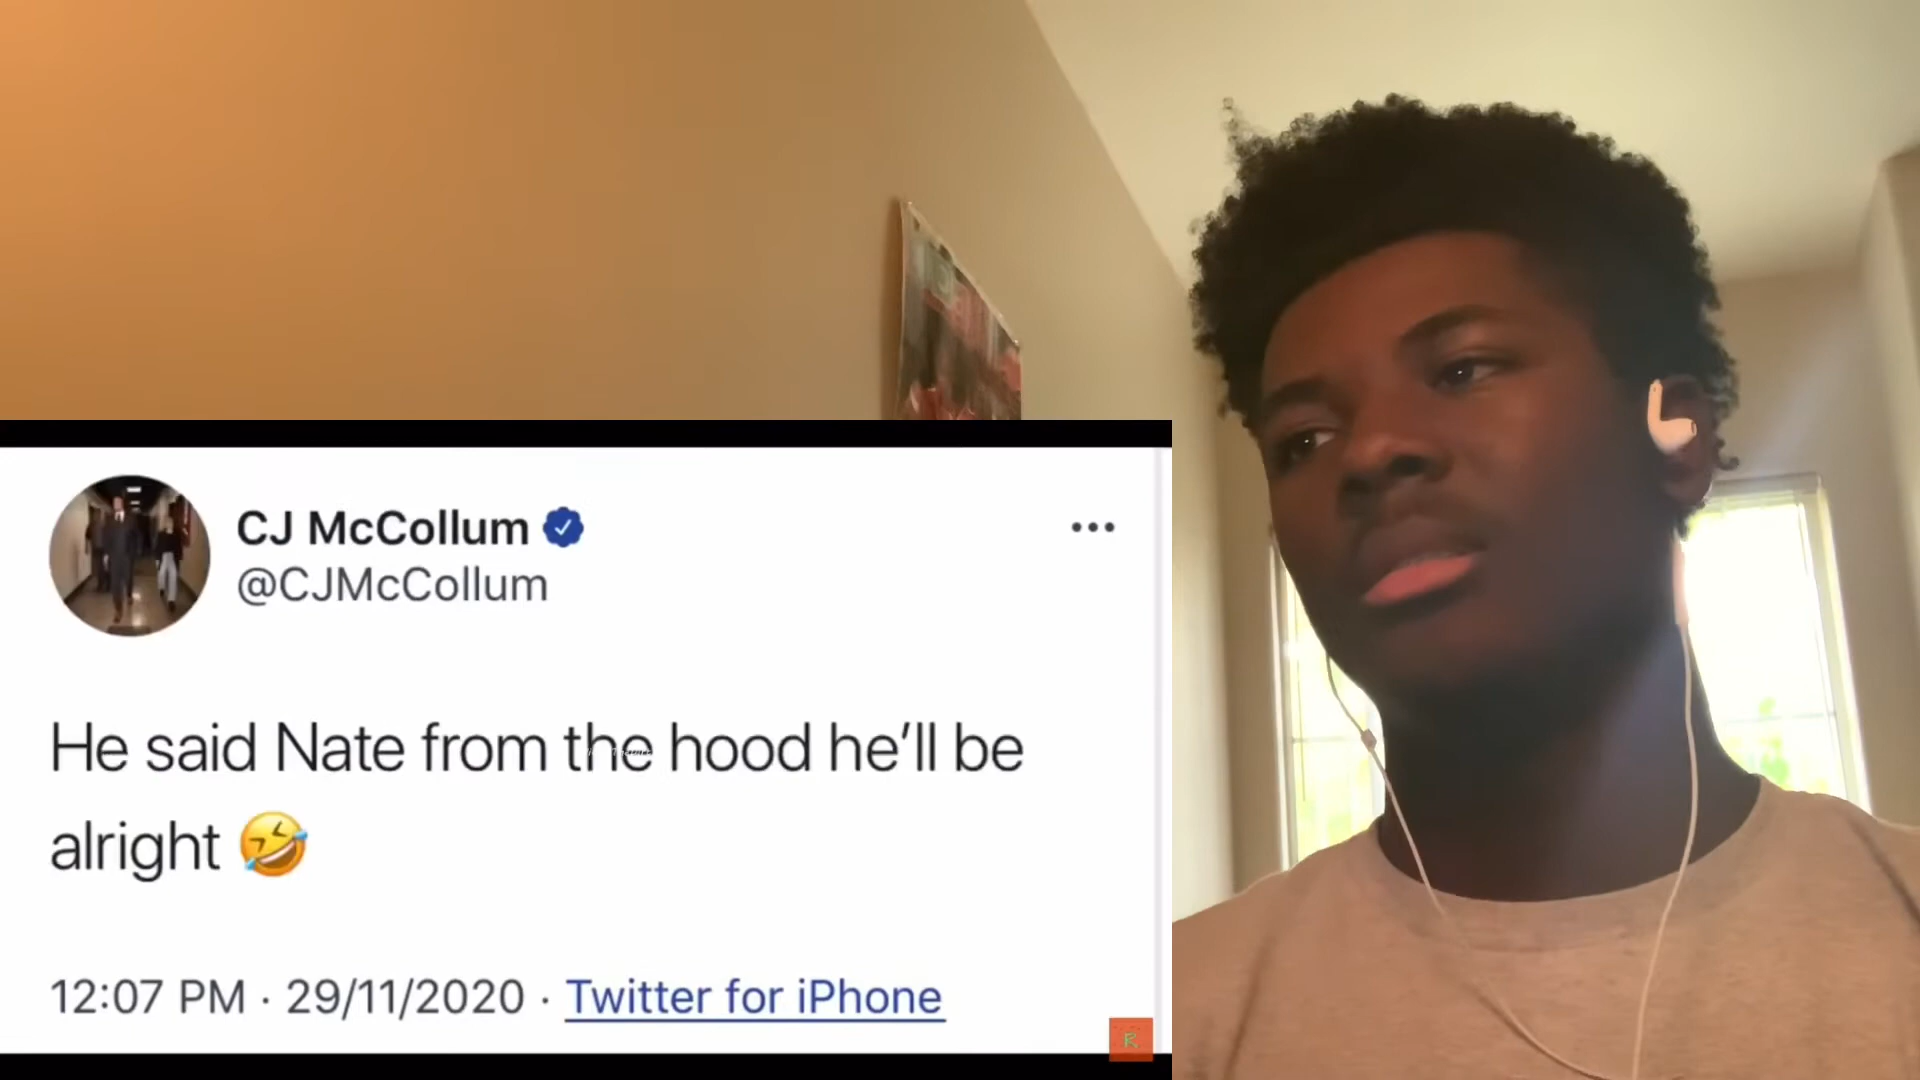 CJ McCollum
@CJMcCollum
He said Nate from the hood he’ll be
alright 🤣
12:07 PM · 29/11/2020 · Twitter for iPhone
R